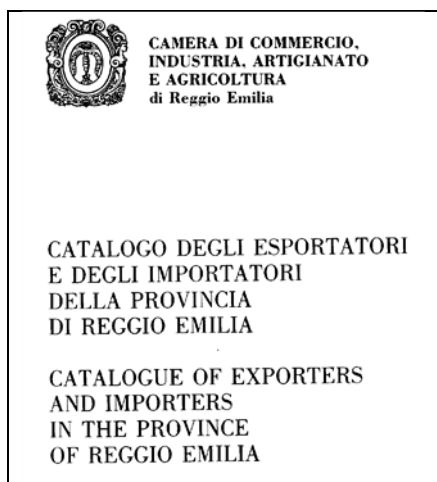 CAMERA DI COMMERCIO,
INDUSTRIA, ARTIGIANATO
E AGRICOLTURA
di Reggio Emilia
CATALOGO DEGLI ESPORTATORI
E DEGLI IMPORTATORI
DELLA PROVINCIA
DI REGGIO EMILIA
CATALOGUE OF EXPORTERS
AND IMPORTERS
IN THE PROVINCE
OF REGGIO EMILIA